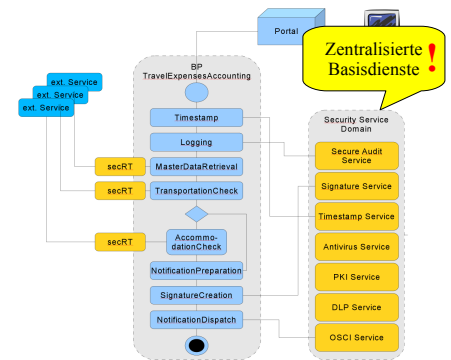 Portal
Zentralisierte
Basisdienste !
BP
TravelExpensesAccounting
ext. Service
ext. Service
ext. Service
Timestamp
Logging
secRT
MasterDataRetrieval
secRT
TransportationCheck
secRT
Accommo-
dationCheck
NotificationPreparation
SignatureCreation
NotificationDispatch
Security Service
Domain
Secure Audit
Service
Signature Service
Timestamp Service
Antivirus Service
PKI Service
DLP Service
OSCI Service